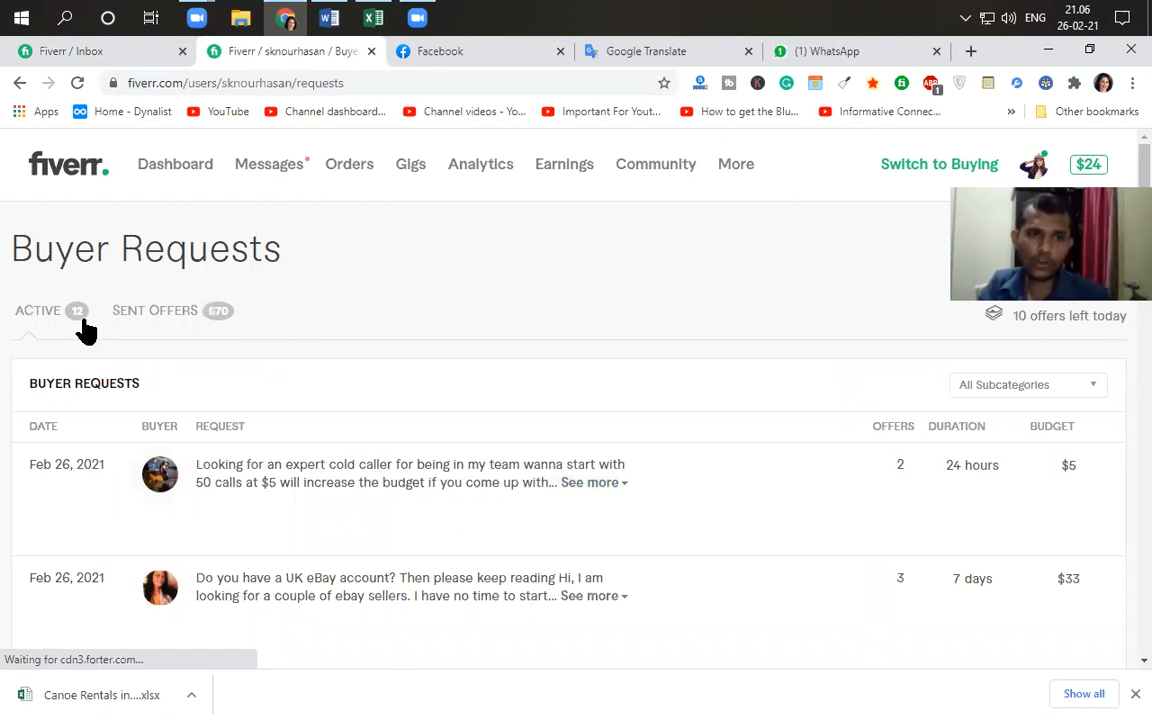 ENG
21.06
26-02-21
Fiverr / Inbox
Fiverr / sknourhasan / Buye
Facebook
Google Translate
(1) WhatsApp
fiverr.com/users/sknourhasan/requests
Apps
Home - Dynalist
YouTube
Channel dashboard...
Channel videos - Yo...
Important For Yout...
How to get the Blu...
Informative Connec...
Other bookmarks
fiverr.
Dashboard
Messages
Orders
Gigs
Analytics
Earnings
Community
More
Switch to Buying
$24
Buyer Requests
ACTIVE 12
SENT OFFERS 670
10 offers left today
BUYER REQUESTS
All Subcategories
DATE
BUYER
REQUEST
OFFERS
DURATION
BUDGET
Feb 26, 2021
Looking for an expert cold caller for being in my team wanna start with
50 calls at $5 will increase the budget if you come up with... See more
2
24 hours
$5
Feb 26, 2021
Do you have a UK eBay account? Then please keep reading Hi, I am
looking for a couple of ebay sellers. I have no time to start... See more
3
7 days
$33
Waiting for cdn3.forter.com...
Canoe Rentals in....xlsx
Show all